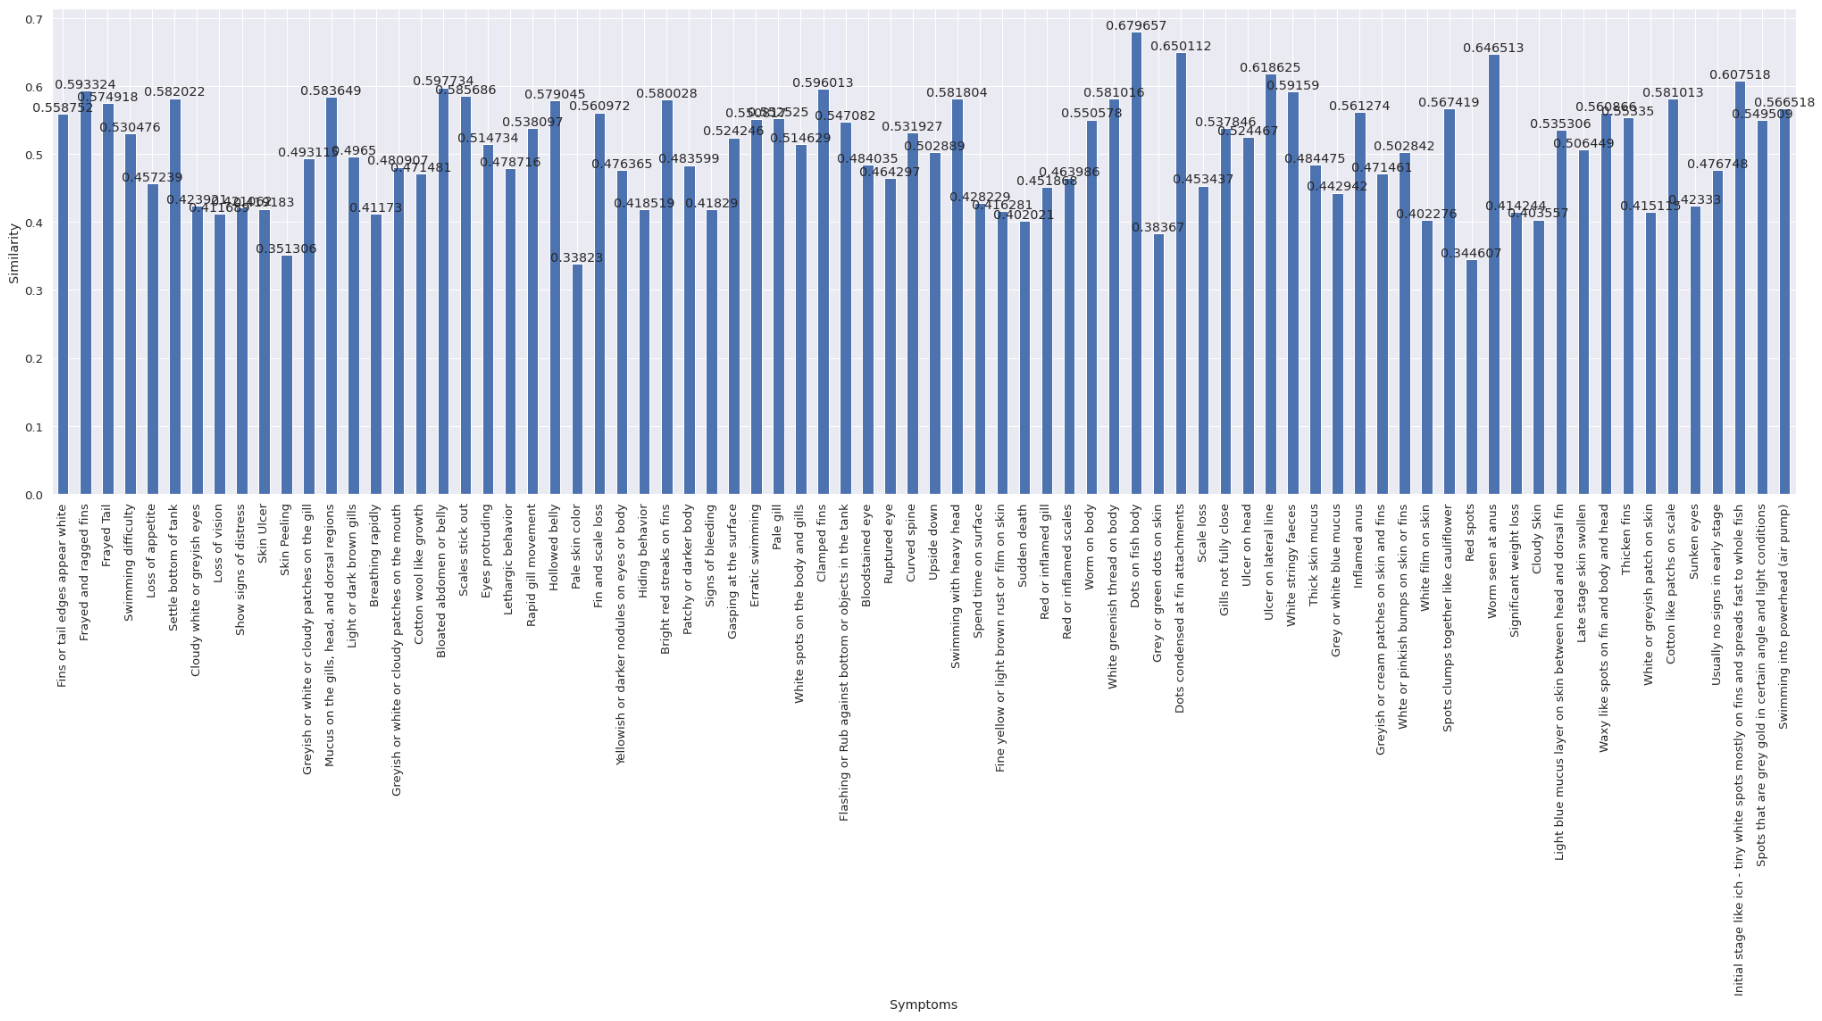 0.7
0.6
0.5
0.4
0.3
0.2
0.1
0.0
Similarity
0.558752
0.593324
0.574918
0.530476
0.457239
0.582022
0.423901
0.411689
0.419183
0.351306
0.493115
0.583649
0.4965
0.41173
0.480907
0.471481
0.597734
0.585686
0.514734
0.478716
0.538097
0.579045
0.33823
0.560972
0.476365
0.418519
0.580028
0.483599
0.41829
0.524246
0.552525
0.514629
0.596013
0.547082
0.484035
0.464297
0.531927
0.502889
0.581804
0.428229
0.416281
0.402021
0.451868
0.463986
0.550578
0.581016
0.679657
0.38367
0.650112
0.453437
0.537846
0.524467
0.618625
0.59159
0.484475
0.442942
0.561274
0.471461
0.502842
0.402276
0.567419
0.344607
0.646513
0.414244
0.403557
0.535306
0.506449
0.560866
0.55335
0.415115
0.581013
0.42333
0.476748
0.607518
0.549509
0.566518
Fins or tail edges appear white
Frayed and ragged fins
Frayed Tail
Swimming difficulty
Loss of appetite
Settle bottom of tank
Cloudy white or greyish eyes
Loss of vision
Show signs of distress
Skin Ulcer
Skin Peeling
Greyish or white or cloudy patches on the gill
Mucus on the gills, head, and dorsal regions
Light or dark brown gills
Breathing rapidly
Greyish or white or cloudy patches on the mouth
Cotton wool like growth
Bloated abdomen or belly
Scales stick out
Eyes protruding
Lethargic behavior
Rapid gill movement
Hollowed belly
Pale skin color
Fin and scale loss
Yellowish or darker nodules on eyes or body
Hiding behavior
Bright red streaks on fins
Patchy or darker body
Signs of bleeding
Gasping at the surface
Erratic swimming
Pale gill
White spots on the body and gills
Clamped fins
Flashing or Rub against bottom or objects in the tank
Bloodstained eye
Ruptured eye
Curved spine
Upside down
Swimming with heavy head
Spend time on surface
Fine yellow or light brown rust or film on skin
Sudden death
Red or inflamed gill
Red or inflamed scales
Worm on body
White greenish thread on body
Dots on fish body
Grey or green dots on skin
Dots condensed at fin attachments
Scale loss
Gills not fully close
Ulcer on head
Ulcer on lateral line
White stringy faeces
Thick skin mucus
Grey or white blue mucus
Inflamed anus
Greyish or cream patches on skin and fins
Whte or pinkish bumps on skin or fins
White film on skin
Spots clumps together like cauliflower
Red spots
Worm seen at anus
Significant weight loss
Cloudy Skin
Light blue mucus layer on skin between head and dorsal fin
Late stage skin swollen
Waxy like spots on fin and body and head
Thicken fins
White or greyish patch on skin
Cotton like patchs on scale
Sunken eyes
Usually no signs in early stage
Initial stage like ich - tiny white spots mostly on fins and spreads fast to whole fish
Spots that are grey gold in certain angle and light conditions
Swimming into powerhead (air pump)
Symptoms